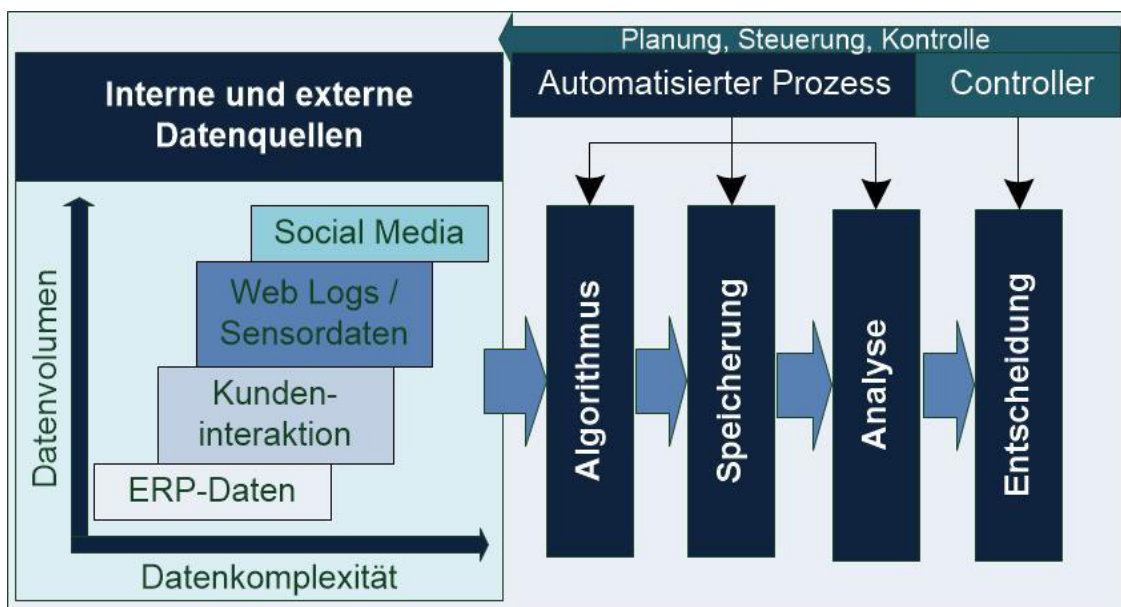 Planung, Steuerung, Kontrolle
Interne und externe
Datenquellen
Automatisierter Prozess
Controller
Datenvolumen
Social Media
Web Logs /
Sensordaten
Kunden-
interaktion
ERP-Daten
Datenkomplexität
Algorithmus
Speicherung
Analyse
Entscheidung